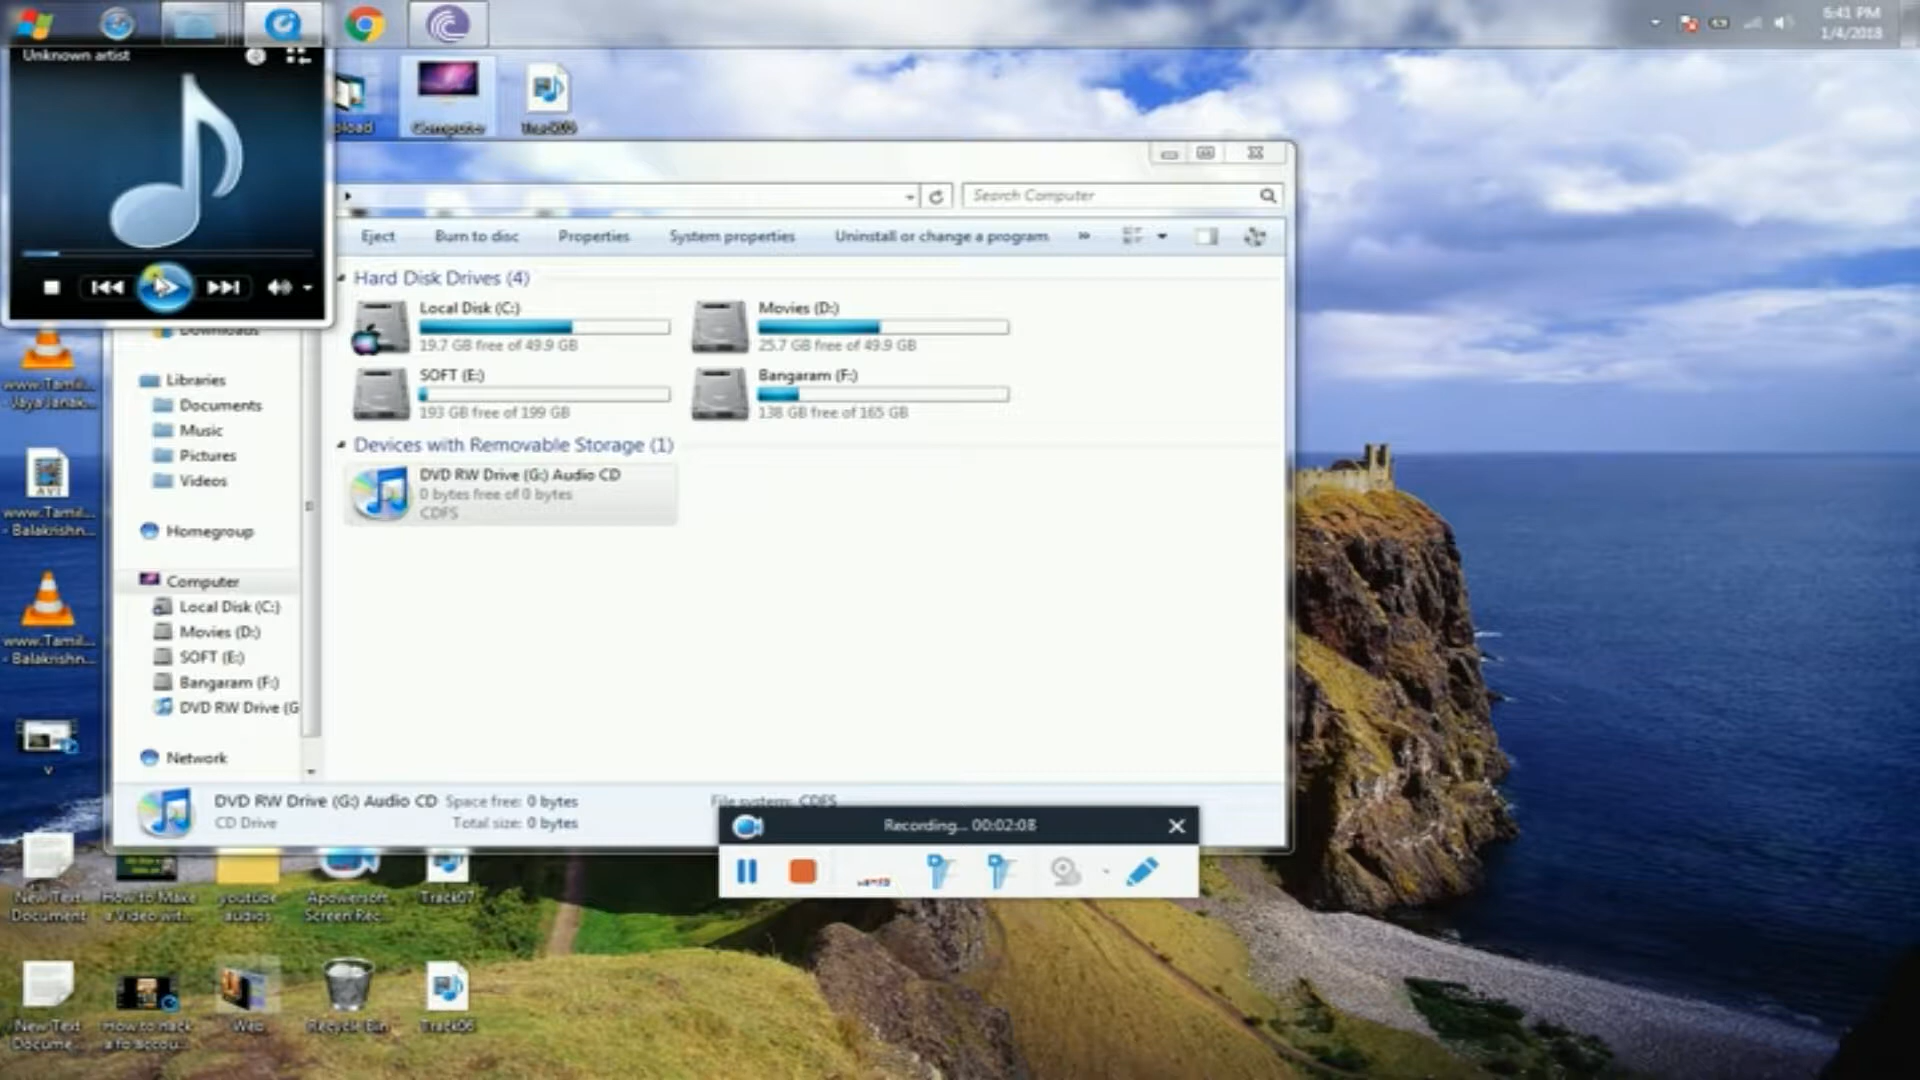 6:41 PM
1/4/2018
Unknown artist
Computer
Search Computer
Eject
Burn to disc
Properties
System properties
Uninstall or change a program
»
Hard Disk Drives (4)
Local Disk (C:)
19.7 GB free of 49.9 GB
Movies (D:)
25.7 GB free of 49.9 GB
SOFT (E:)
193 GB free of 199 GB
Bangaram (F:)
138 GB free of 165 GB
Devices with Removable Storage (1)
DVD RW Drive (G:) Audio CD
0 bytes free of 0 bytes
CDFS
Downloads
Libraries
Documents
Music
Pictures
Videos
Homegroup
Computer
Local Disk (C:)
Movies (D:)
SOFT (E:)
Bangaram (F:)
DVD RW Drive (G
Network
www.Tamil...
www.Tamil...
- Balakrishn...
AVI
www.Tamil...
- Balakrishn...
v
DVD RW Drive (G:) Audio CD
Space free: 0 bytes
File system: CDFS
CD Drive
Total size: 0 bytes
Recording... 00:02:08
New Text
Document
How to Make
a Video wit...
youtube
audios
Apowersoft
Screen Rec...
Track07
New Text
Docume...
How to Hack
Web
Recycle Bin
Track06